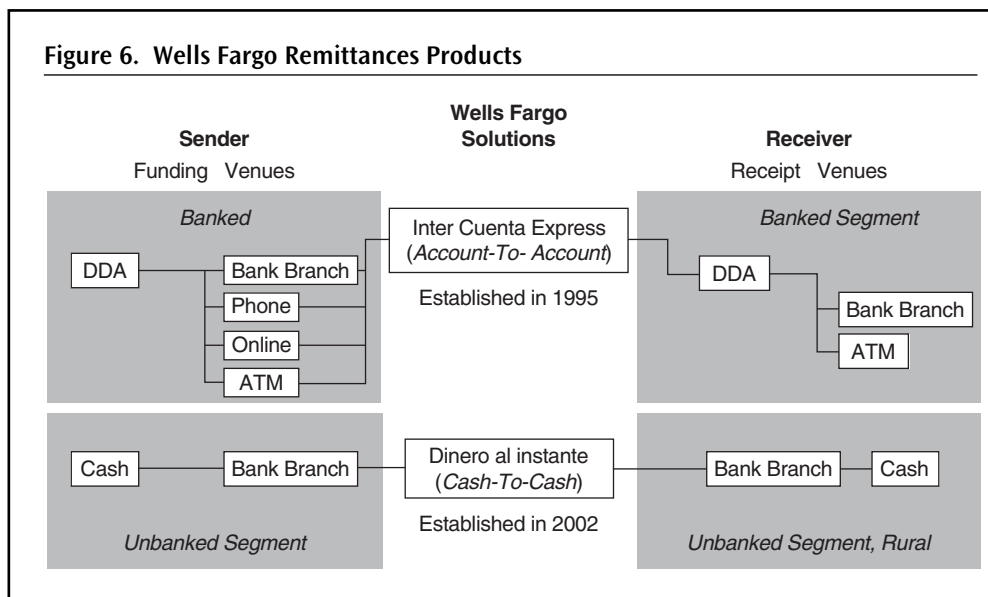 Figure 6. Wells Fargo Remittances Products
Wells Fargo
Solutions
Sender
Receiver
Funding Venues
Receipt Venues
Banked
Inter Cuenta Express
(Account-To- Account)
Banked Segment
DDA
Bank Branch
Phone
Online
ATM
Established in 1995
DDA
Bank Branch
ATM
Cash
Bank Branch
Dinero al instante
(Cash-To-Cash)
Bank Branch
Cash
Established in 2002
Unbanked Segment
Unbanked Segment, Rural